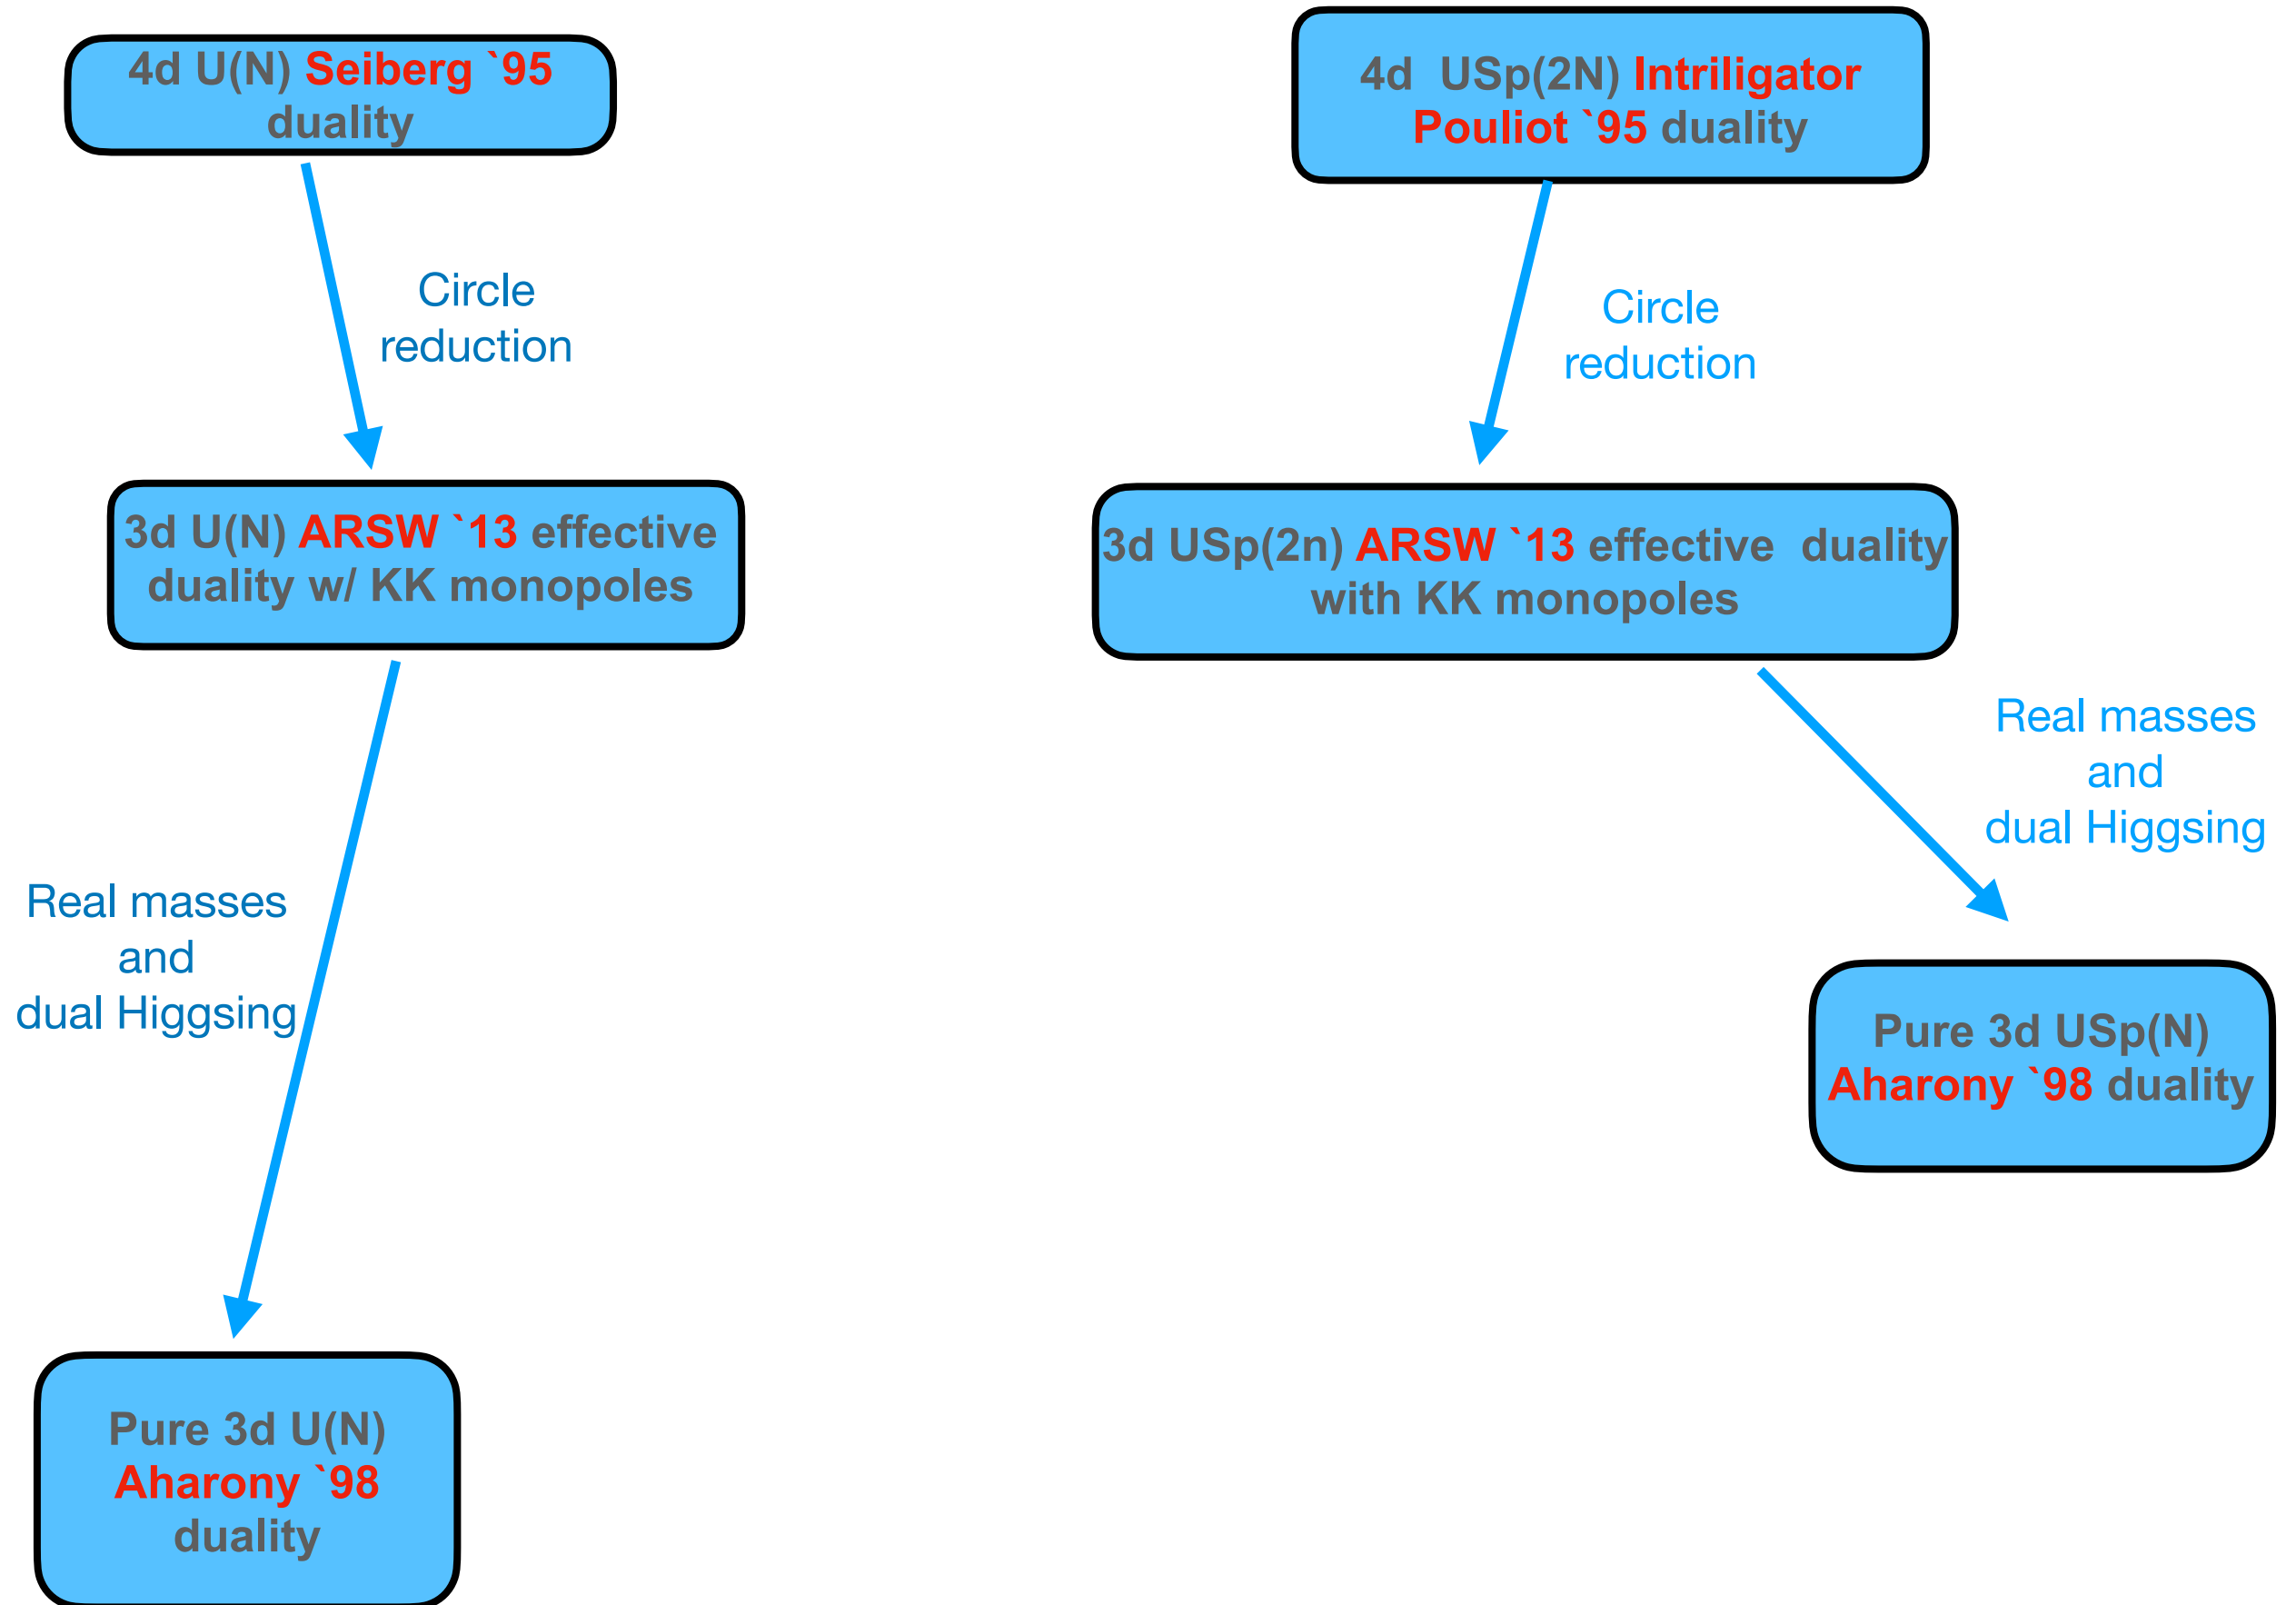 4d U(N) Seiberg `95
duality
Circle
reduction
3d U(N) ARSW `13 effective
duality w/ KK monopoles
Real masses
and
dual Higgsing
Pure 3d U(N)
Aharony `98
duality
4d USp(2N) Intriligator
Pouliot `95 duality
Circle
reduction
3d USp(2n) ARSW `13 effective duality
with KK monopoles
Real masses
and
dual Higgsing
Pure 3d USp(N)
Aharony `98 duality